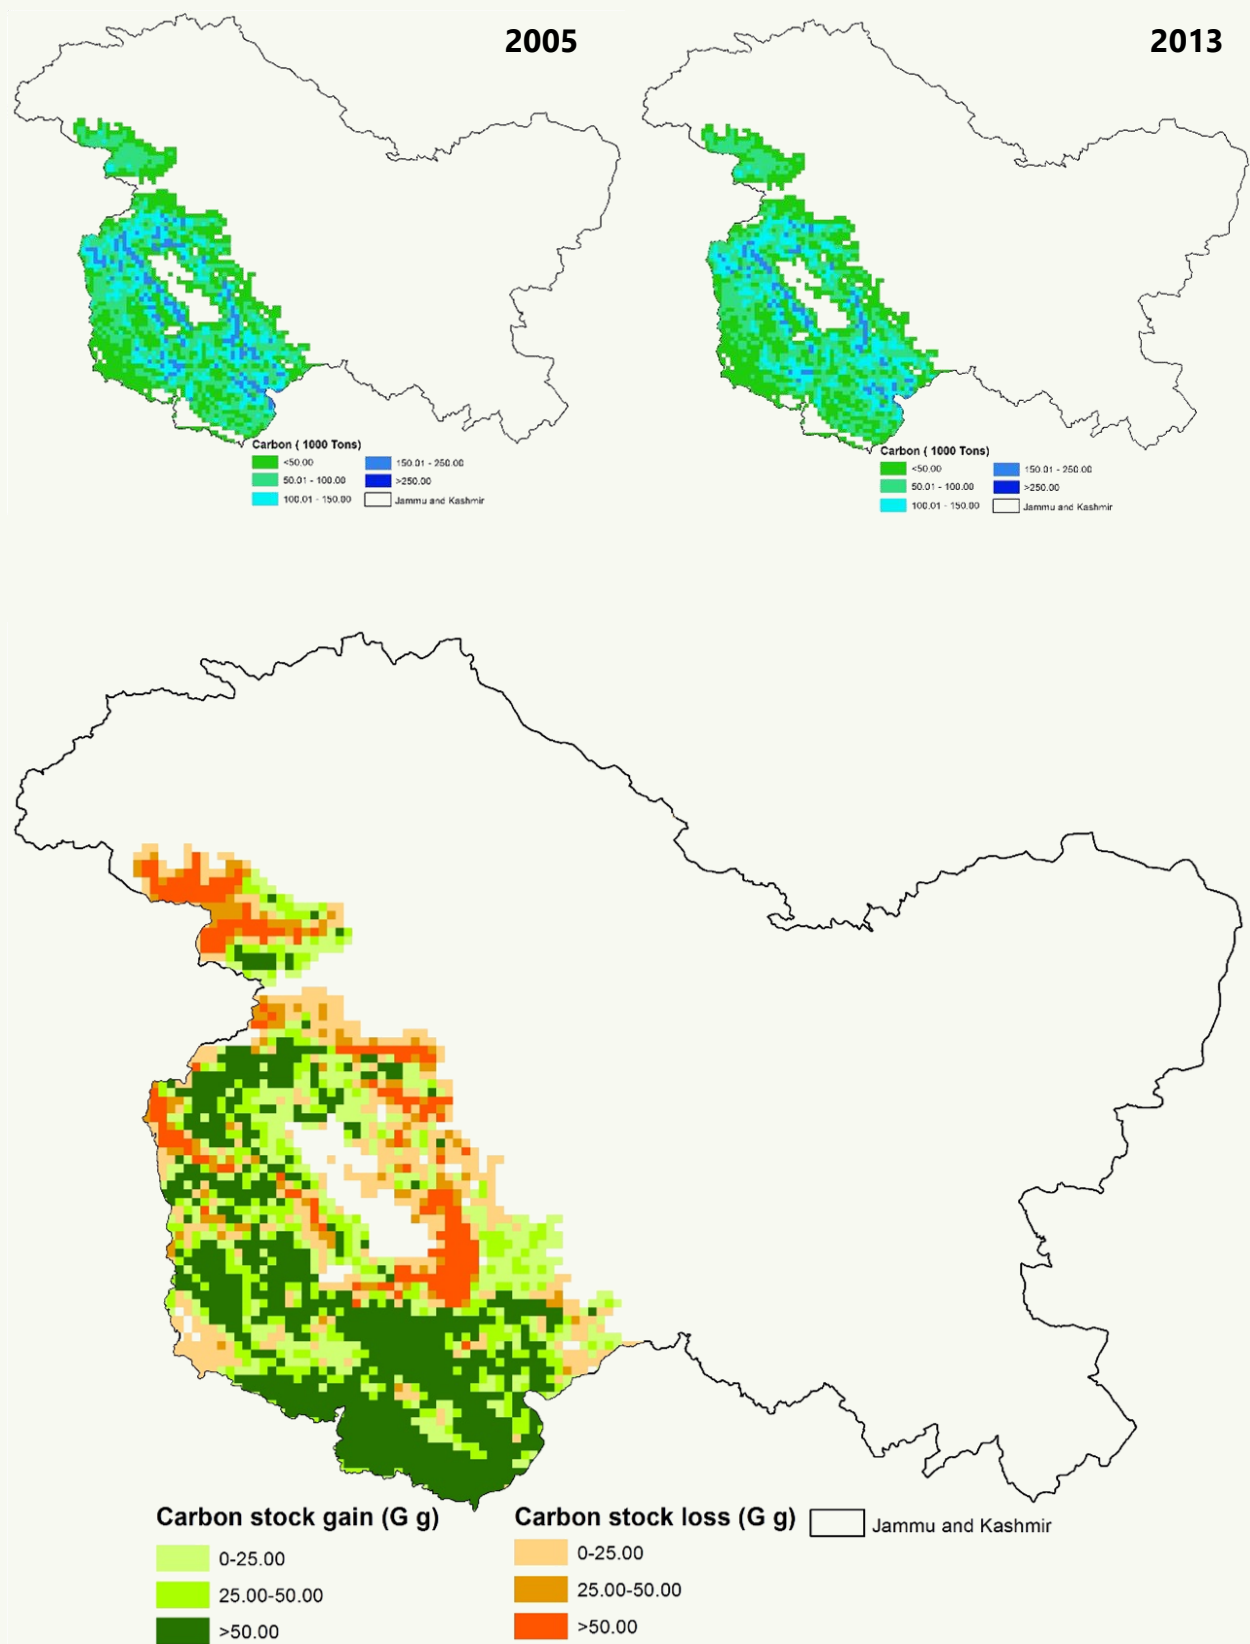 2005
2013
Carbon ( 1000 Tons)
<50.00
150.01 - 250.00
50.01 - 100.00
>250.00
100.01 - 150.00
Jammu and Kashmir
Carbon ( 1000 Tons)
<50.00
150.01 - 250.00
50.01 - 100.00
>250.00
100.01 - 150.00
Jammu and Kashmir
Carbon stock gain (G g)
0-25.00
25.00-50.00
>50.00
Carbon stock loss (G g)
0-25.00
25.00-50.00
>50.00
Jammu and Kashmir